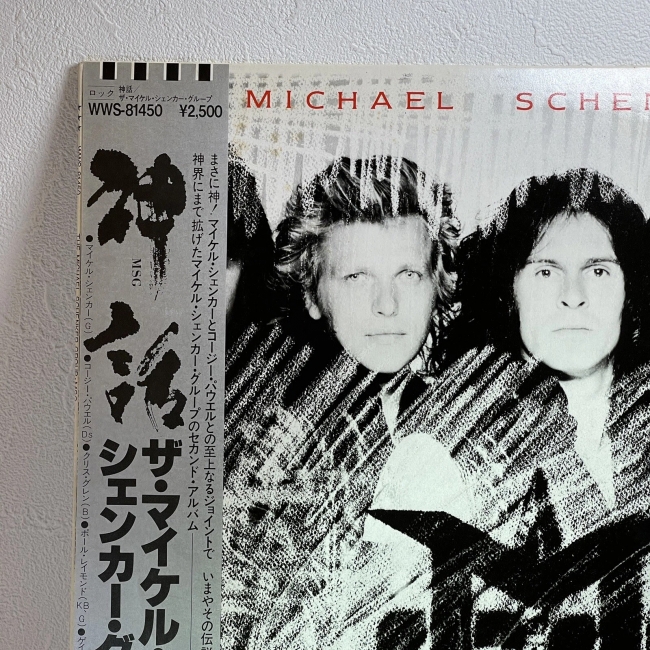 ロック 神話/
ザ・マイケル・シェンカー・グループ
WWS-81450 ¥2,500
MICHAEL SCHE
神話
MSG
まさに神! マイケル・シェンカーとコージー・パウエルとの至上なるジョイントで いまやその伝
神界にまで拡げたマイケル・シェンカー・グループのセカンド・アルバム
●マイケル・シェンカー(G)●コージー・パウエル(Ds)●クリス・グレン(B)●ポール・レイモンド(KB、G)●ゲイ
ザ・マイケル・
シェンカー・グ